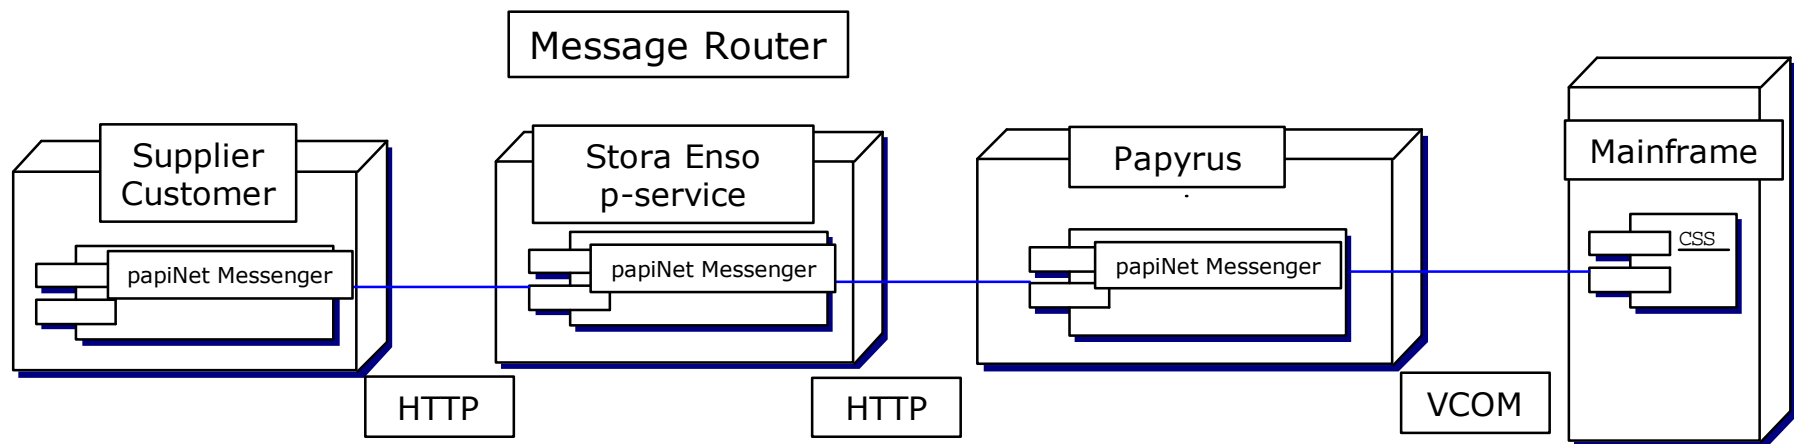 Message Router
Supplier
Customer
Stora Enso
p-service
Papyrus
.
Mainframe
papiNet Messenger
papiNet Messenger
papiNet Messenger
CSS
HTTP
HTTP
VCOM